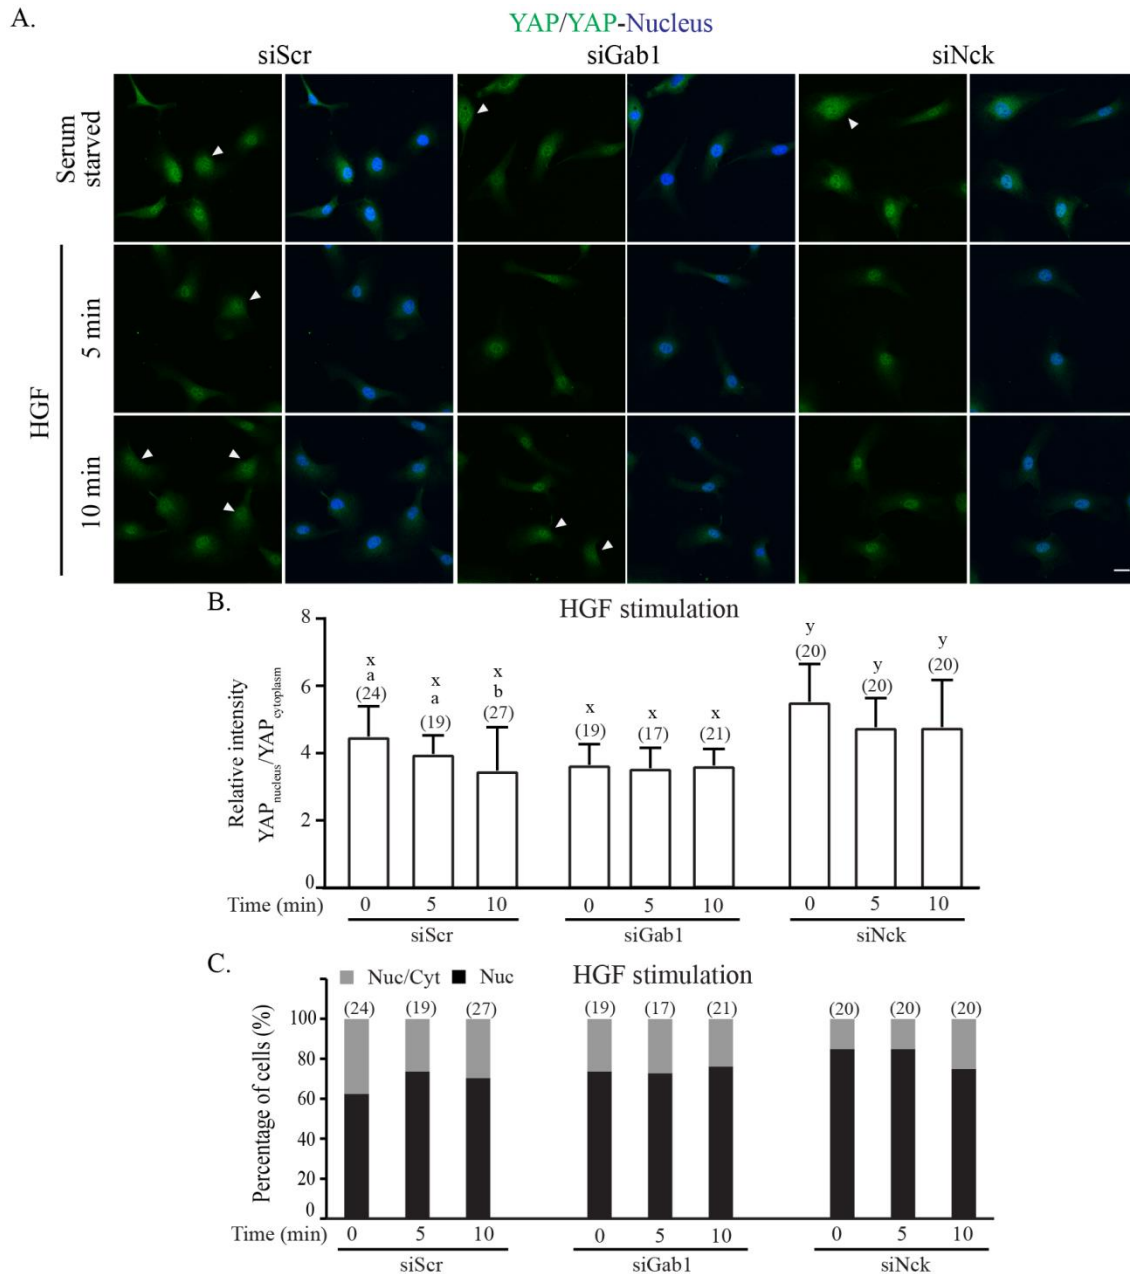 A.
YAP/YAP-Nucleus
siScr siGab1 siNck
Serum starved
HGF
5 min
10 min
B.
HGF stimulation
Relative intensity
YAPnucleus/YAPcytoplasm
8
6
4
2
0
x x x x x x y y y
a a b
(24) (19) (27) (19) (17) (21) (20) (20) (20)
Time (min) 0 5 10 0 5 10 0 5 10
siScr siGab1 siNck
C.
HGF stimulation
Nuc/Cyt Nuc
Percentage of cells (%)
(24) (19) (27) (19) (17) (21) (20) (20) (20)
100
80
60
40
20
0
Time (min) 0 5 10 0 5 10 0 5 10
siScr siGab1 siNck